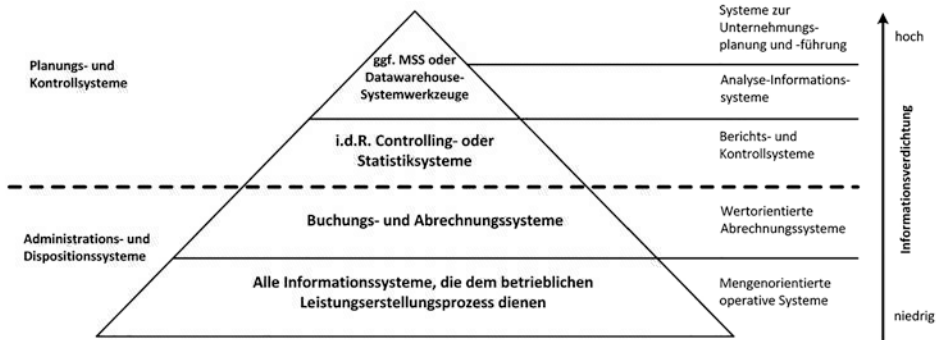 Planungs- und
Kontrollsysteme
ggf. MSS oder
Datawarehouse-
Systemwerkzeuge
Systeme zur
Unternehmungs-
planung und -führung
hoch
Analyse-Informations-
systeme
i.d.R. Controlling- oder
Statistiksysteme
Berichts- und
Kontrollsysteme
Informationsverdichtung
Administrations- und
Dispositionssysteme
Buchungs- und Abrechnungssysteme
Wertorientierte
Abrechnungssysteme
Alle Informationssysteme, die dem betrieblichen
Leistungserstellungsprozess dienen
Mengenorientierte
operative Systeme
niedrig